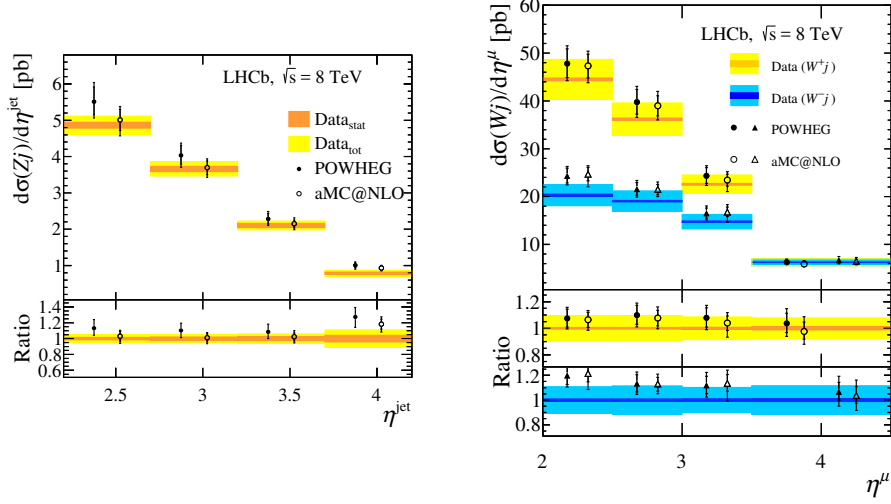 dσ(Zj)/dη^jet [pb]
LHCb, √s = 8 TeV
Data_stat
Data_tot
POWHEG
aMC@NLO
6
5
4
3
2
1
Ratio
1.4
1.2
1
0.8
0.6
2.5 3 3.5 4
η^jet
dσ(Wj)/dη^μ [pb]
LHCb, √s = 8 TeV
Data (W⁺j)
Data (W⁻j)
POWHEG
aMC@NLO
60
50
40
30
20
10
Ratio
1.2
1
0.8
1.2
1
0.8
2 3 4
η^μ